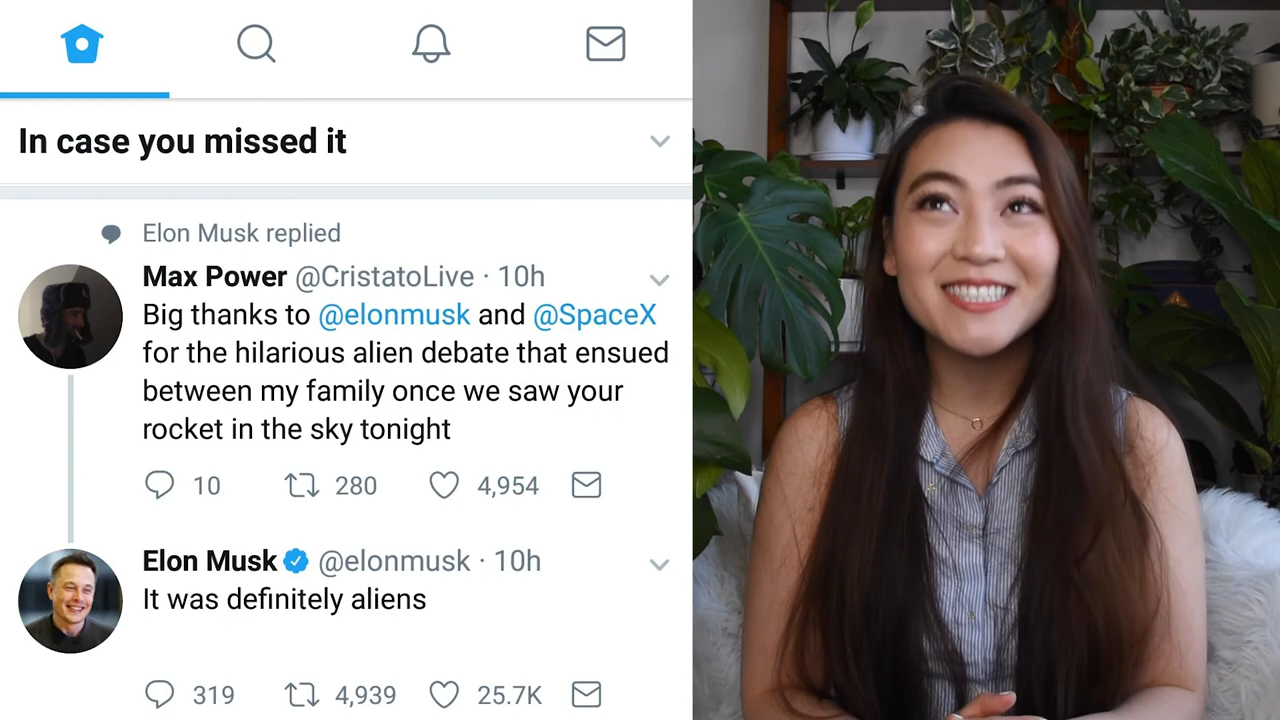 In case you missed it
Elon Musk replied
Max Power @CristatoLive · 10h
Big thanks to @elonmusk and @SpaceX
for the hilarious alien debate that ensued
between my family once we saw your
rocket in the sky tonight
10 280 4,954
Elon Musk @elonmusk · 10h
It was definitely aliens
319 4,939 25.7K